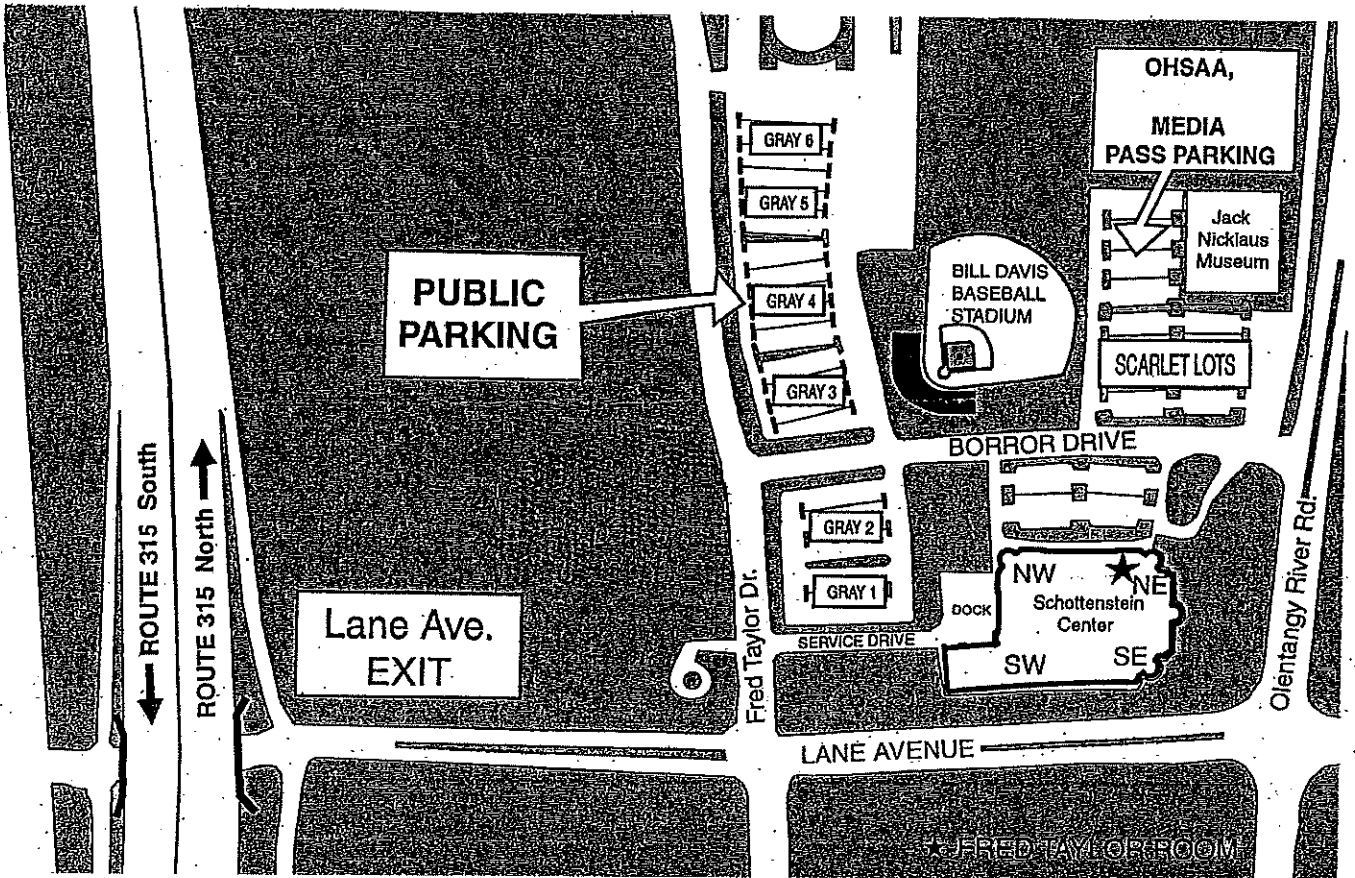 OHSAA,
MEDIA
PASS PARKING
GRAY 6
GRAY 5
Jack
Nicklaus
Museum
PUBLIC
PARKING
GRAY 4
BILL DAVIS
BASEBALL
STADIUM
SCARLET LOTS
GRAY 3
BORROR DRIVE
ROUTE 315 South
ROUTE 315 North
GRAY 2
GRAY 1
Fred Taylor Dr.
NW
NE
DOCK
Schottenstein
Center
Olentangy River Rd.
Lane Ave.
EXIT
SERVICE DRIVE
SW
SE
LANE AVENUE
★ FRED TAYLOR ROOM